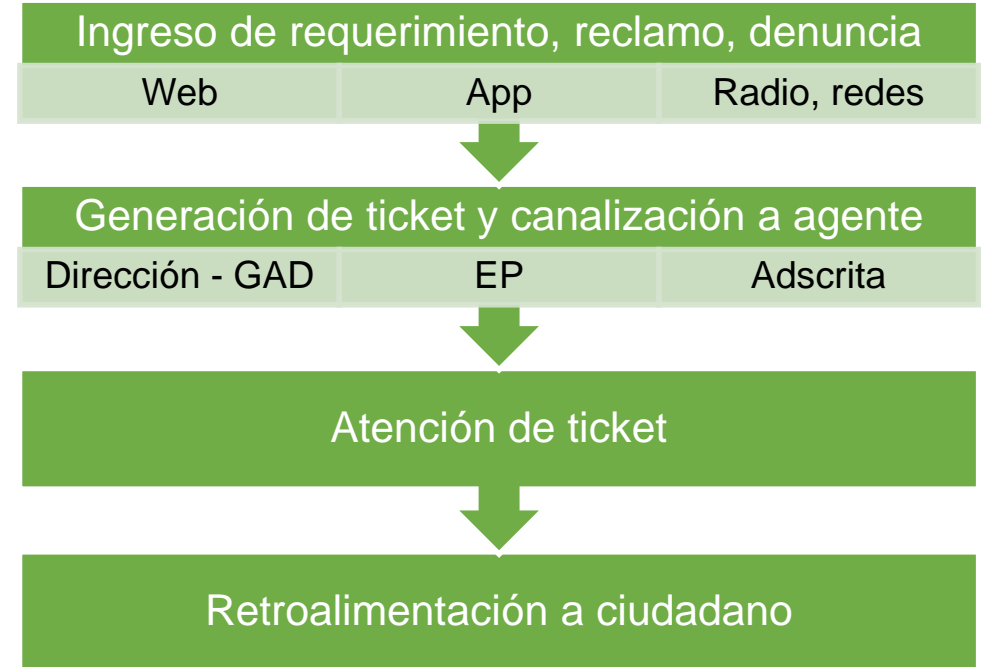 Ingreso de requerimiento, reclamo, denuncia
Web App Radio, redes
Generación de ticket y canalización a agente
Dirección - GAD EP Adscrita
Atención de ticket
Retroalimentación a ciudadano